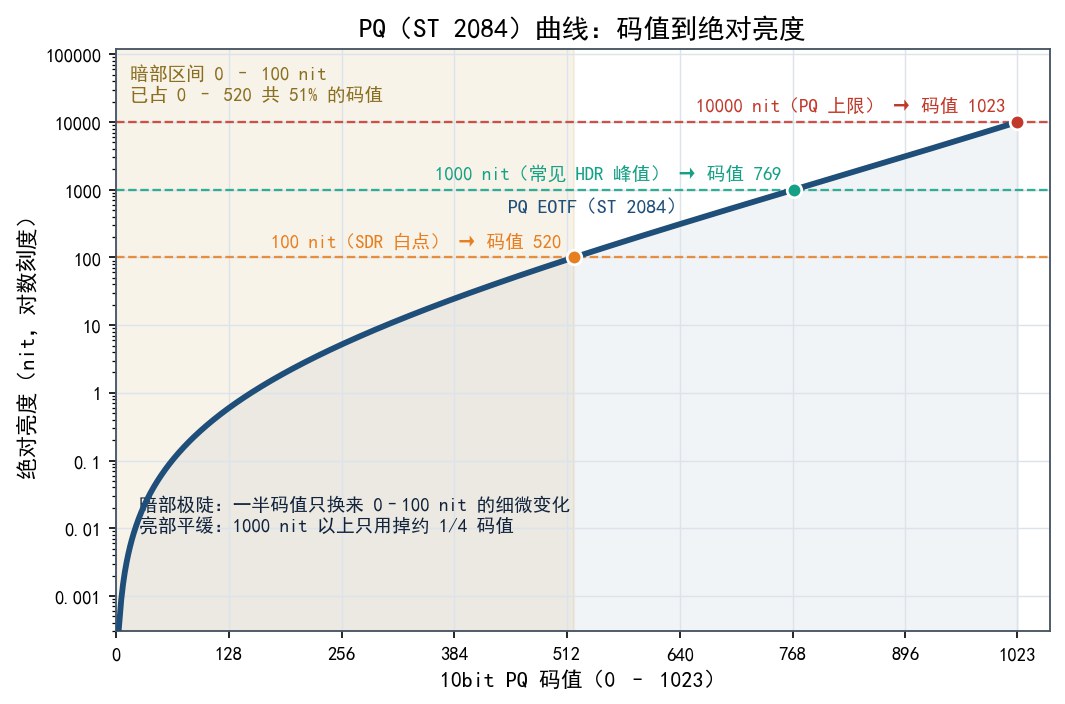 PQ（ST 2084）曲线：码值到绝对亮度
暗部区间 0 – 100 nit
已占 0 – 520 共 51% 的码值
10000 nit（PQ 上限） → 码值 1023
1000 nit（常见 HDR 峰值） → 码值 769
PQ EOTF（ST 2084）
100 nit（SDR 白点） → 码值 520
暗部极陡：一半码值只换来 0–100 nit 的细微变化
亮部平缓：1000 nit 以上只用掉约 1/4 码值
绝对亮度（nit，对数刻度）
100000
10000
1000
100
10
1
0.1
0.01
0.001
0 128 256 384 512 640 768 896 1023
10bit PQ 码值（0 – 1023）